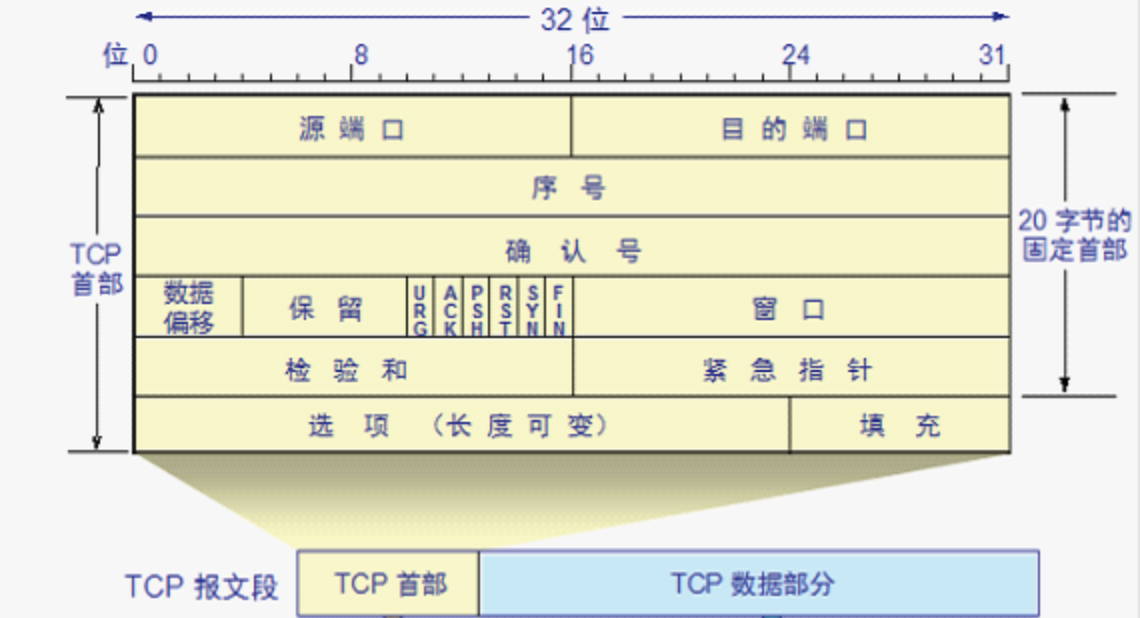 32 位
位 0 8 16 24 31
源端口 目的端口
序号
确认号
TCP
首部
20 字节的
固定首部
数据
偏移
保留
URG
ACK
PSH
RST
SYN
FIN
窗口
检验和 紧急指针
选项（长度可变） 填充
TCP 报文段 TCP 首部 TCP 数据部分